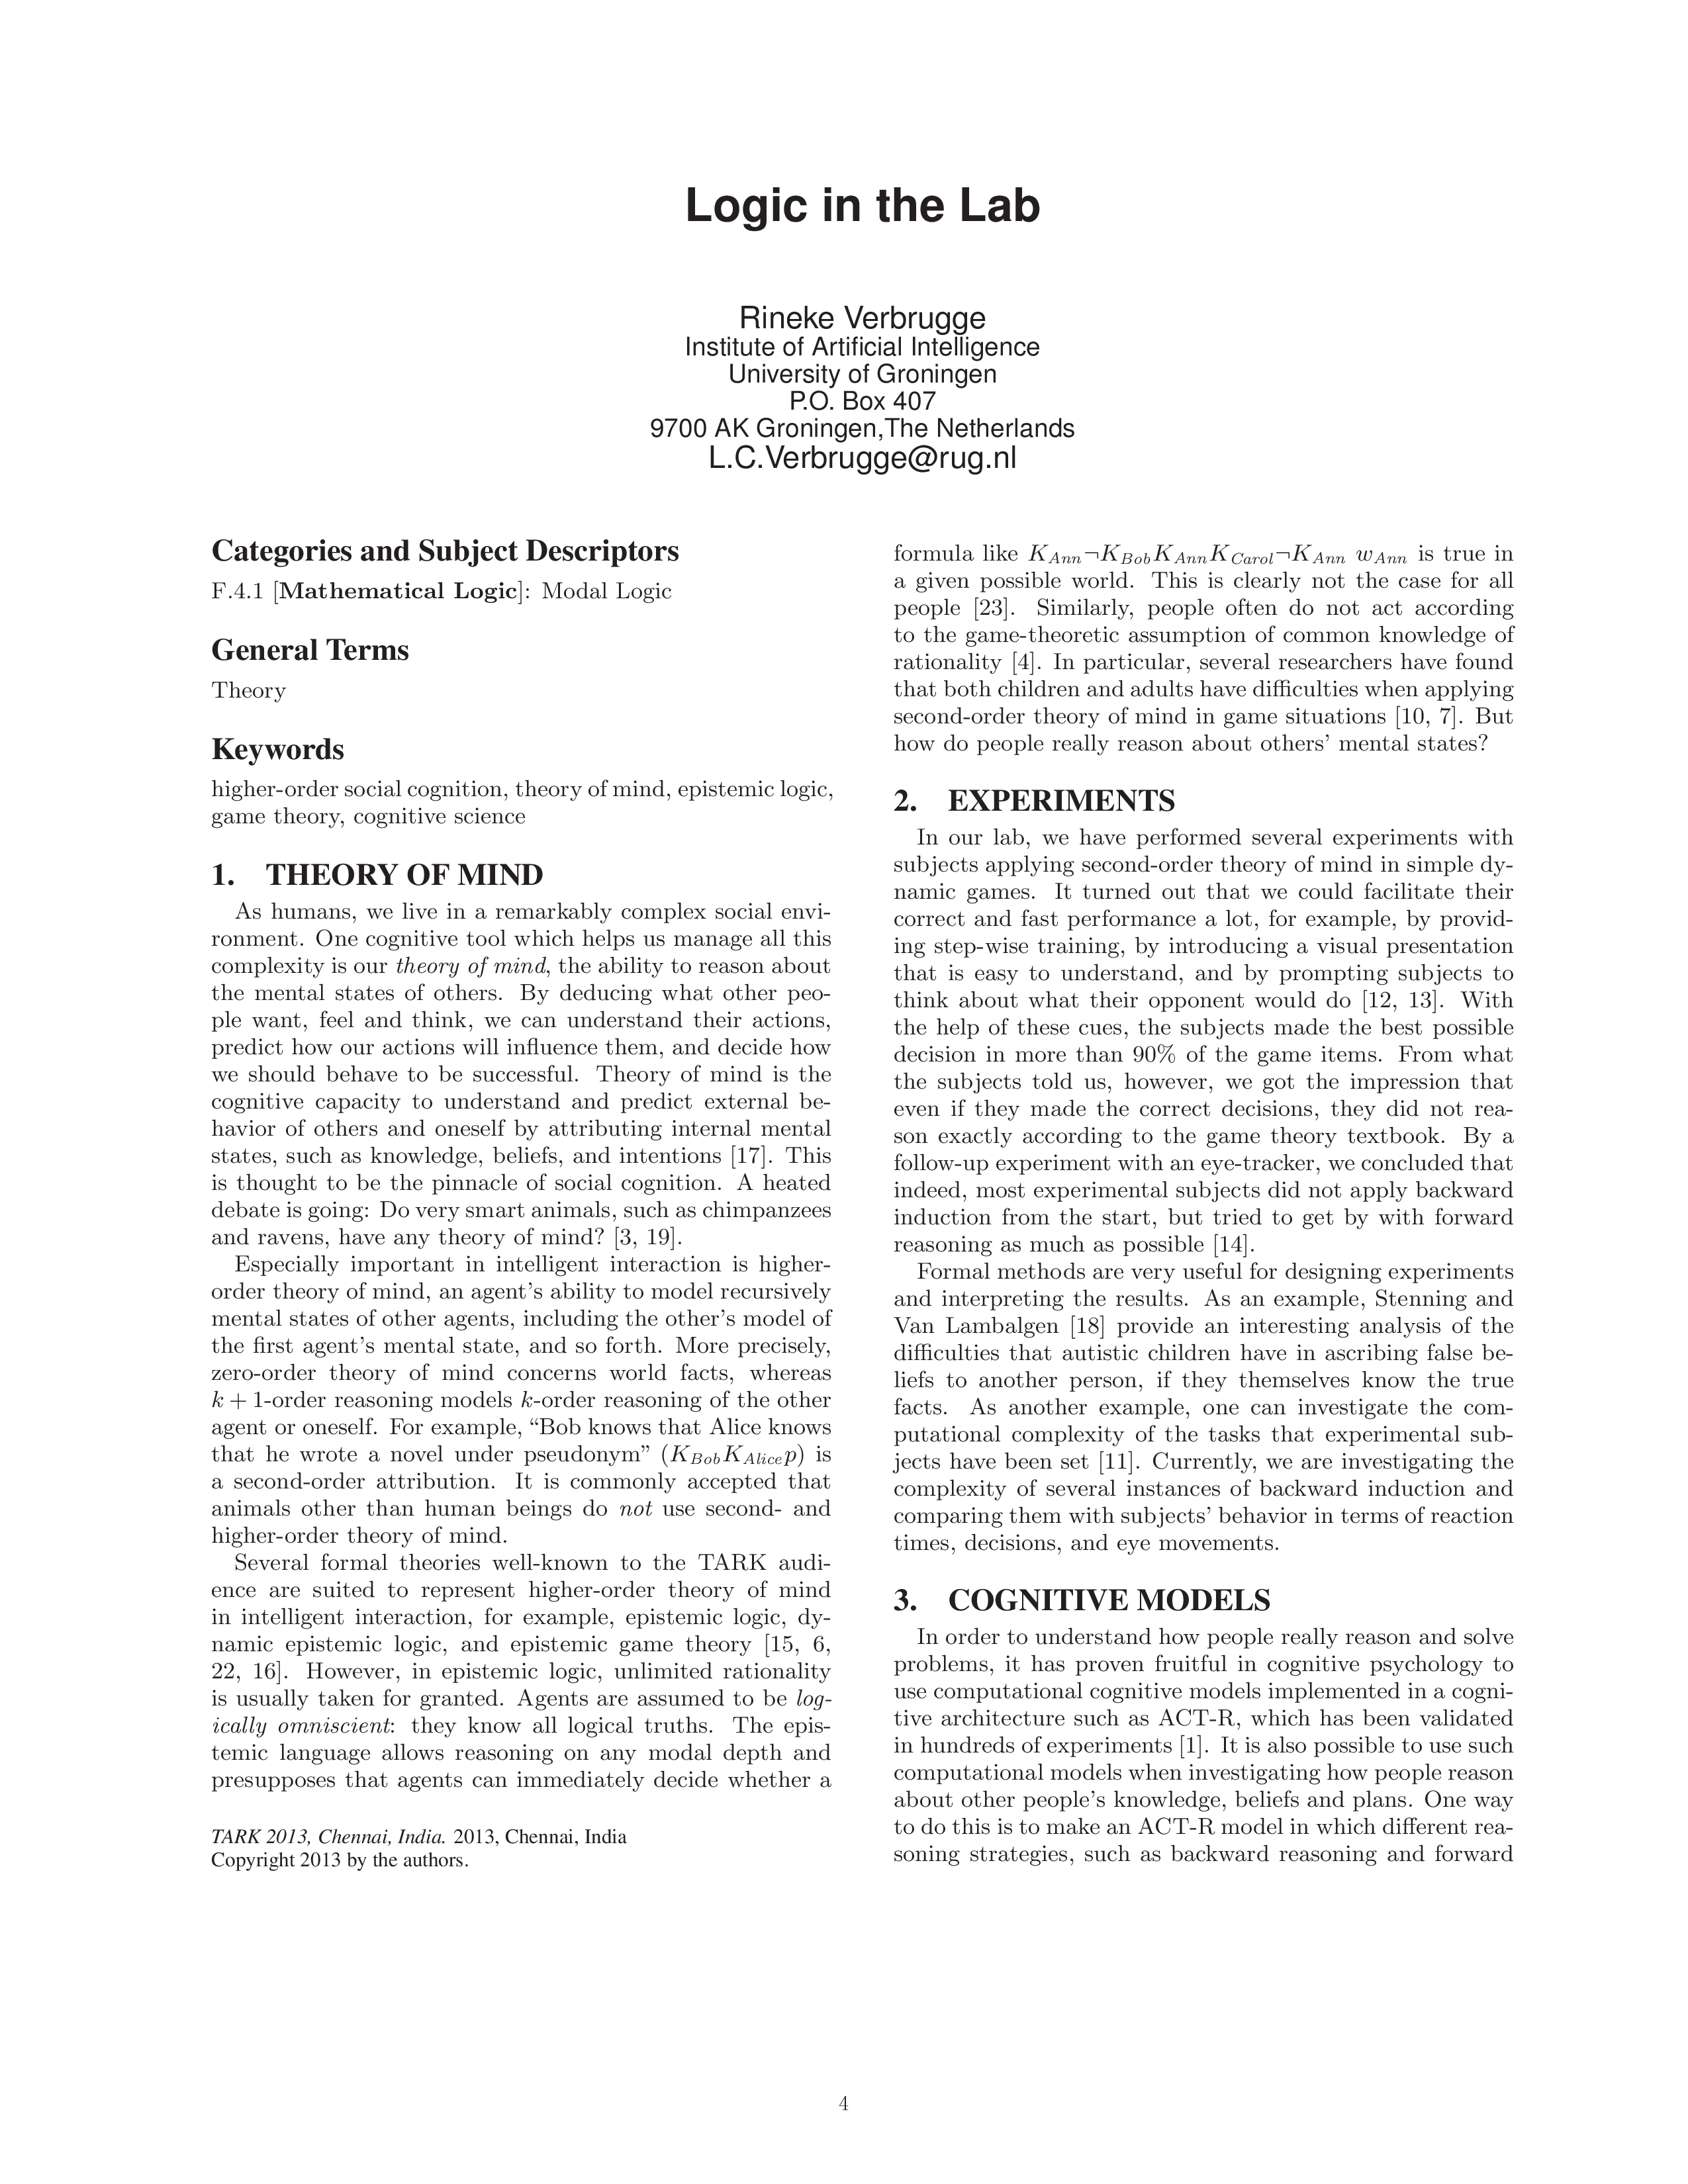 Logic in the Lab
Rineke Verbrugge
Institute of Artificial Intelligence
University of Groningen
P.O. Box 407
9700 AK Groningen,The Netherlands
L.C.Verbrugge@rug.nl
Categories and Subject Descriptors
F.4.1 [Mathematical Logic]: Modal Logic
General Terms
Theory
Keywords
higher-order social cognition, theory of mind, epistemic logic,
game theory, cognitive science
1. THEORY OF MIND
As humans, we live in a remarkably complex social envi-
ronment. One cognitive tool which helps us manage all this
complexity is our theory of mind, the ability to reason about
the mental states of others. By deducing what other peo-
ple want, feel and think, we can understand their actions,
predict how our actions will influence them, and decide how
we should behave to be successful. Theory of mind is the
cognitive capacity to understand and predict external be-
havior of others and oneself by attributing internal mental
states, such as knowledge, beliefs, and intentions [17]. This
is thought to be the pinnacle of social cognition. A heated
debate is going: Do very smart animals, such as chimpanzees
and ravens, have any theory of mind? [3, 19].
Especially important in intelligent interaction is higher-
order theory of mind, an agent's ability to model recursively
mental states of other agents, including the other's model of
the first agent's mental state, and so forth. More precisely,
zero-order theory of mind concerns world facts, whereas
k + 1-order reasoning models k-order reasoning of the other
agent or oneself. For example, “Bob knows that Alice knows
that he wrote a novel under pseudonym” (K_Bob K_Alice p) is
a second-order attribution. It is commonly accepted that
animals other than human beings do not use second- and
higher-order theory of mind.
Several formal theories well-known to the TARK audi-
ence are suited to represent higher-order theory of mind
in intelligent interaction, for example, epistemic logic, dy-
namic epistemic logic, and epistemic game theory [15, 6,
22, 16]. However, in epistemic logic, unlimited rationality
is usually taken for granted. Agents are assumed to be log-
ically omniscient: they know all logical truths. The epis-
temic language allows reasoning on any modal depth and
presupposes that agents can immediately decide whether a
TARK 2013, Chennai, India. 2013, Chennai, India
Copyright 2013 by the authors.
formula like K_Ann ¬K_Bob K_Ann K_Carol ¬K_Ann w_Ann is true in
a given possible world. This is clearly not the case for all
people [23]. Similarly, people often do not act according
to the game-theoretic assumption of common knowledge of
rationality [4]. In particular, several researchers have found
that both children and adults have difficulties when applying
second-order theory of mind in game situations [10, 7]. But
how do people really reason about others' mental states?
2. EXPERIMENTS
In our lab, we have performed several experiments with
subjects applying second-order theory of mind in simple dy-
namic games. It turned out that we could facilitate their
correct and fast performance a lot, for example, by provid-
ing step-wise training, by introducing a visual presentation
that is easy to understand, and by prompting subjects to
think about what their opponent would do [12, 13]. With
the help of these cues, the subjects made the best possible
decision in more than 90% of the game items. From what
the subjects told us, however, we got the impression that
even if they made the correct decisions, they did not rea-
son exactly according to the game theory textbook. By a
follow-up experiment with an eye-tracker, we concluded that
indeed, most experimental subjects did not apply backward
induction from the start, but tried to get by with forward
reasoning as much as possible [14].
Formal methods are very useful for designing experiments
and interpreting the results. As an example, Stenning and
Van Lambalgen [18] provide an interesting analysis of the
difficulties that autistic children have in ascribing false be-
liefs to another person, if they themselves know the true
facts. As another example, one can investigate the com-
putational complexity of the tasks that experimental sub-
jects have been set [11]. Currently, we are investigating the
complexity of several instances of backward induction and
comparing them with subjects' behavior in terms of reaction
times, decisions, and eye movements.
3. COGNITIVE MODELS
In order to understand how people really reason and solve
problems, it has proven fruitful in cognitive psychology to
use computational cognitive models implemented in a cogni-
tive architecture such as ACT-R, which has been validated
in hundreds of experiments [1]. It is also possible to use such
computational models when investigating how people reason
about other people's knowledge, beliefs and plans. One way
to do this is to make an ACT-R model in which different rea-
soning strategies, such as backward reasoning and forward
4